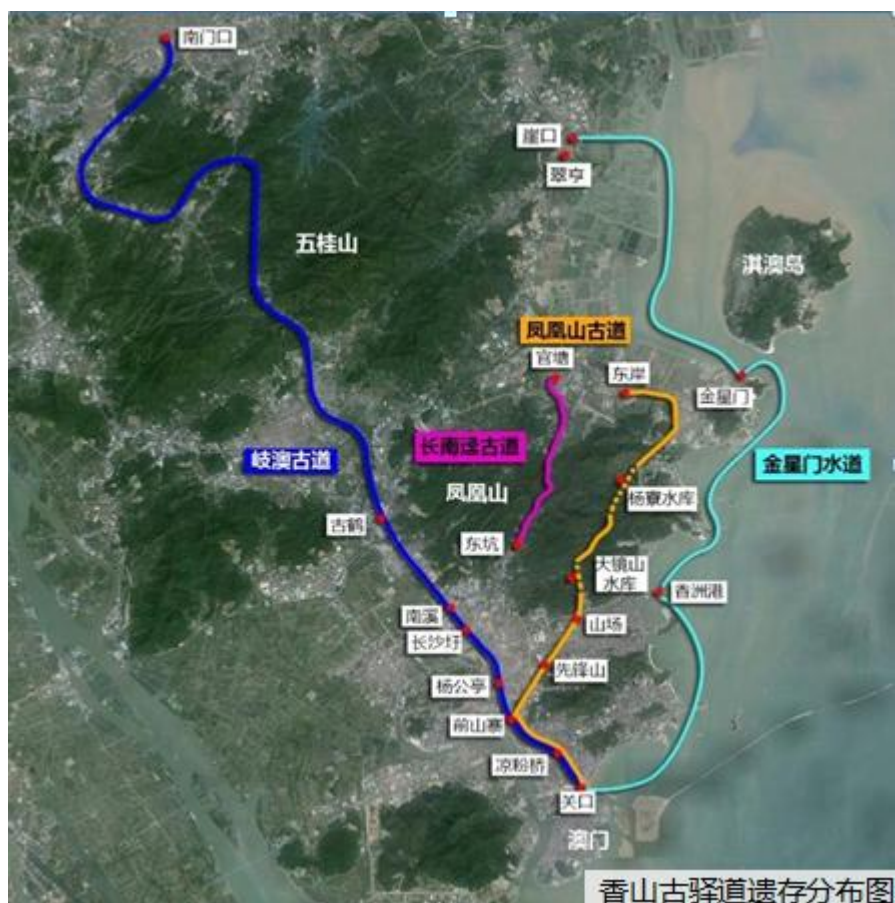 南门口
崖口
翠亨
五桂山
淇澳岛
凤凰山古道
官塘
东岸
金星门
长南迳古道
岐澳古道
金星门水道
凤凰山
杨寮水库
古鹤
东坑
大镜山
水库
香洲港
南溪
山场
长沙圩
先锋山
杨公亭
前山寨
凉粉桥
关口
澳门
香山古驿道遗存分布图